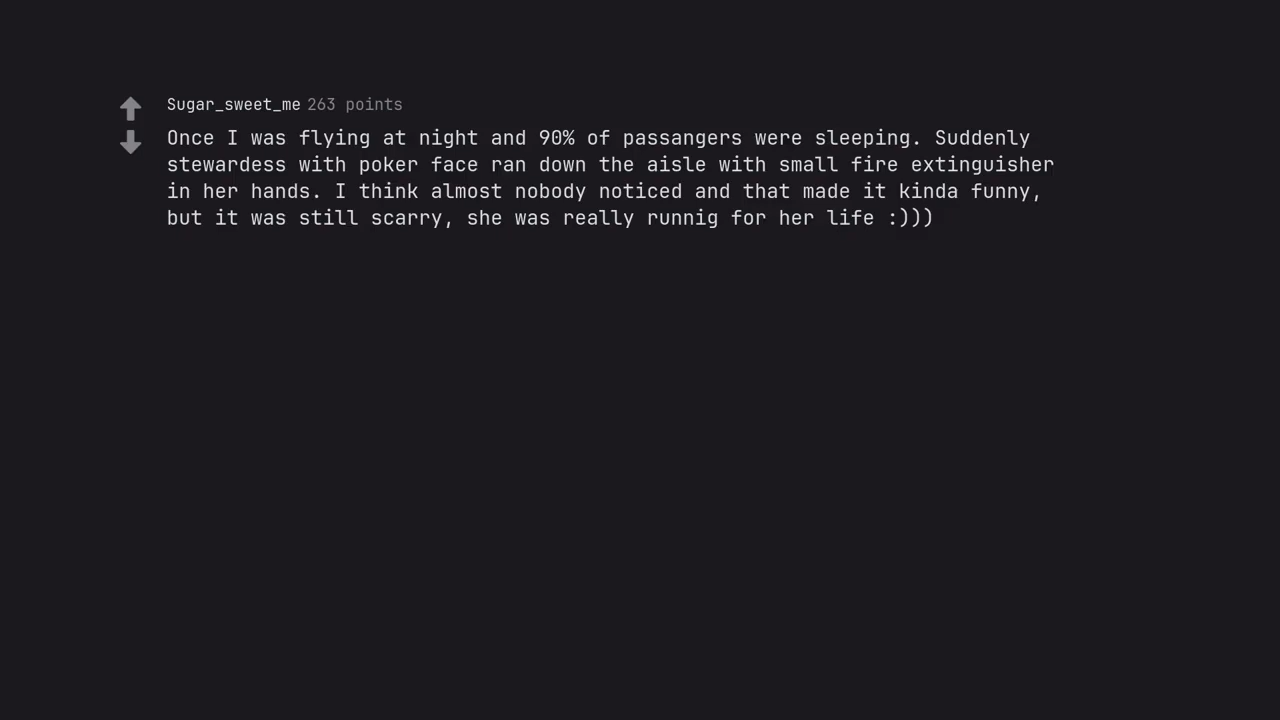 Sugar_sweet_me 263 points
Once I was flying at night and 90% of passangers were sleeping. Suddenly
stewardess with poker face ran down the aisle with small fire extinguisher
in her hands. I think almost nobody noticed and that made it kinda funny,
but it was still scarry, she was really runnig for her life :)))